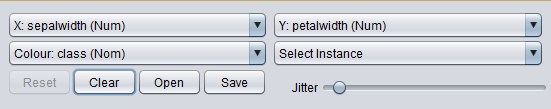 X: sepalwidth (Num) Y: petalwidth (Num)
Colour: class (Nom) Select Instance
Reset Clear Open Save Jitter